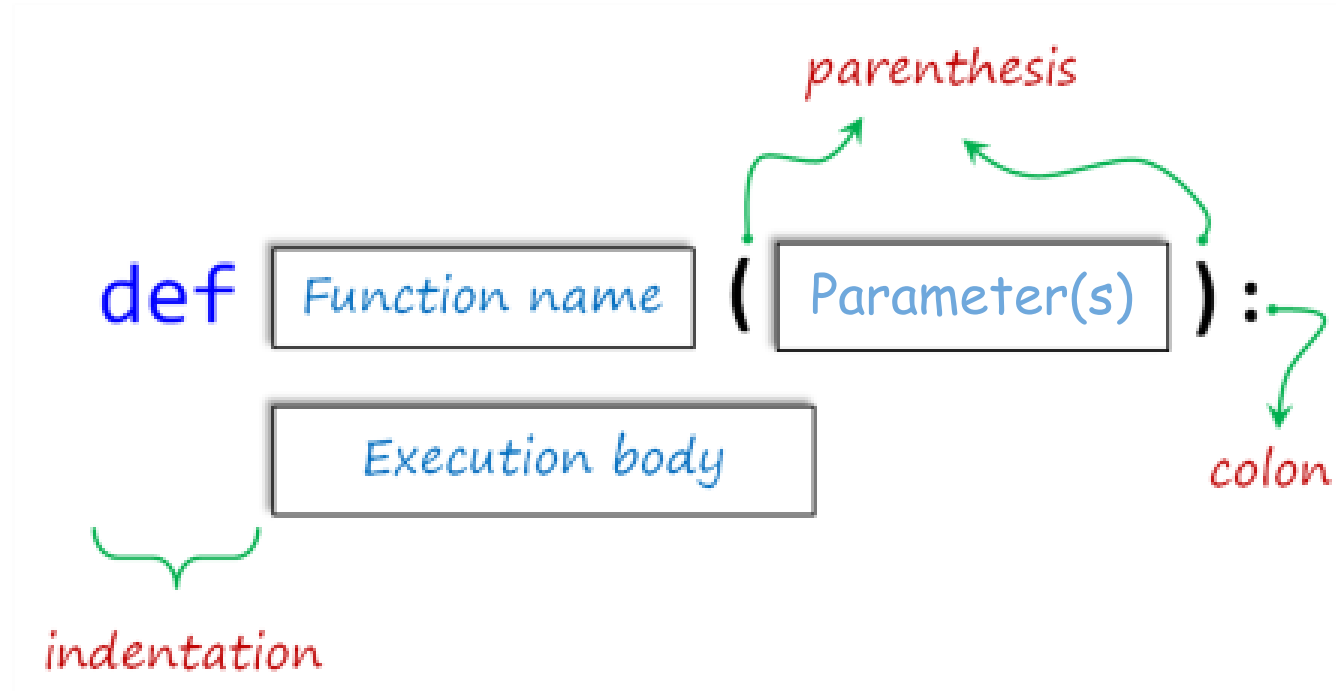 parenthesis
def Function name ( Parameter(s) ):
Execution body
colon
indentation